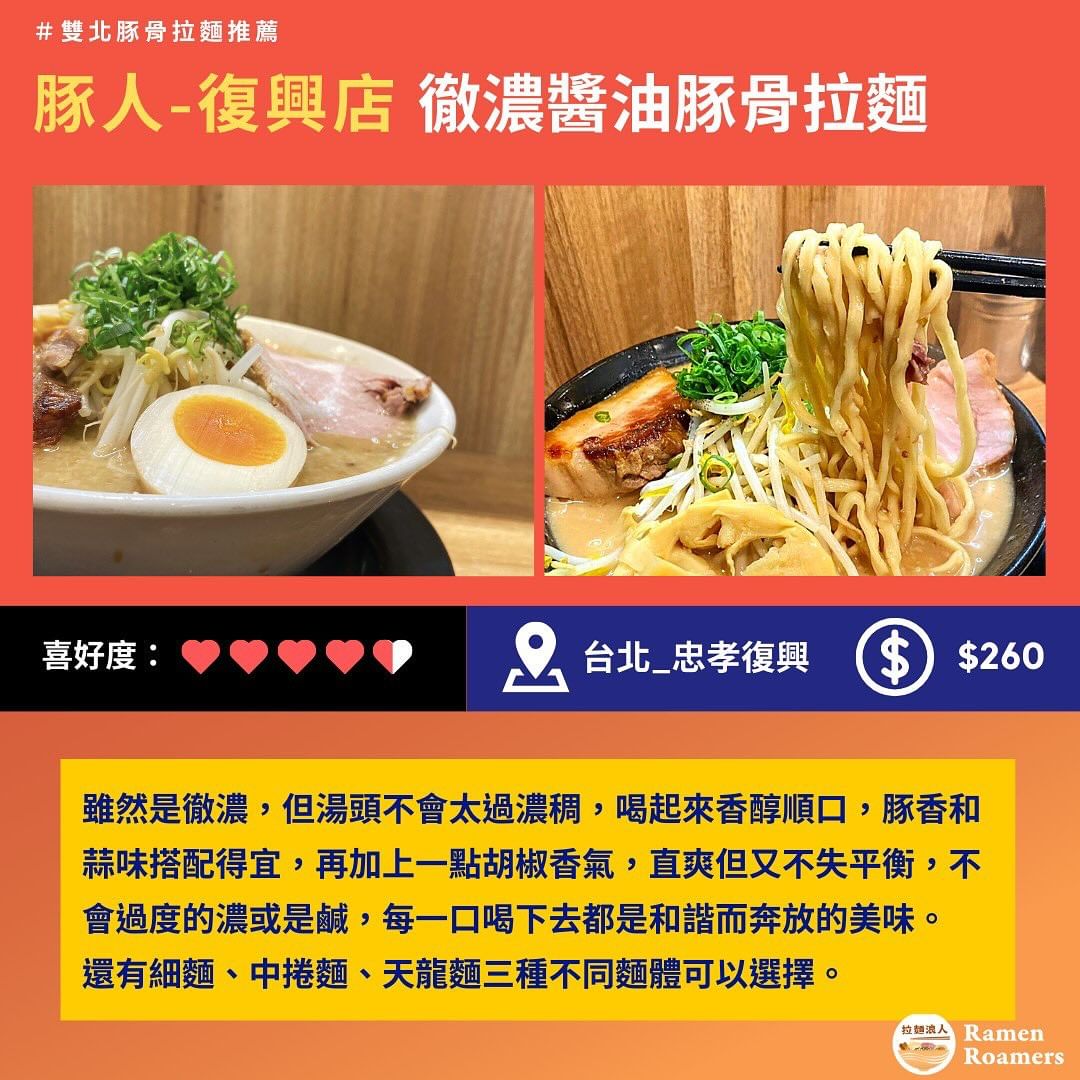 #雙北豚骨拉麵推薦
豚人-復興店 徹濃醬油豚骨拉麵
喜好度：
台北_忠孝復興
$260
雖然是徹濃，但湯頭不會太過濃稠，喝起來香醇順口，豚香和
蒜味搭配得宜，再加上一點胡椒香氣，直爽但又不失平衡，不
會過度的濃或是鹹，每一口喝下去都是和諧而奔放的美味。
還有細麵、中捲麵、天龍麵三種不同麵體可以選擇。
拉麵浪人
Ramen
Roamers